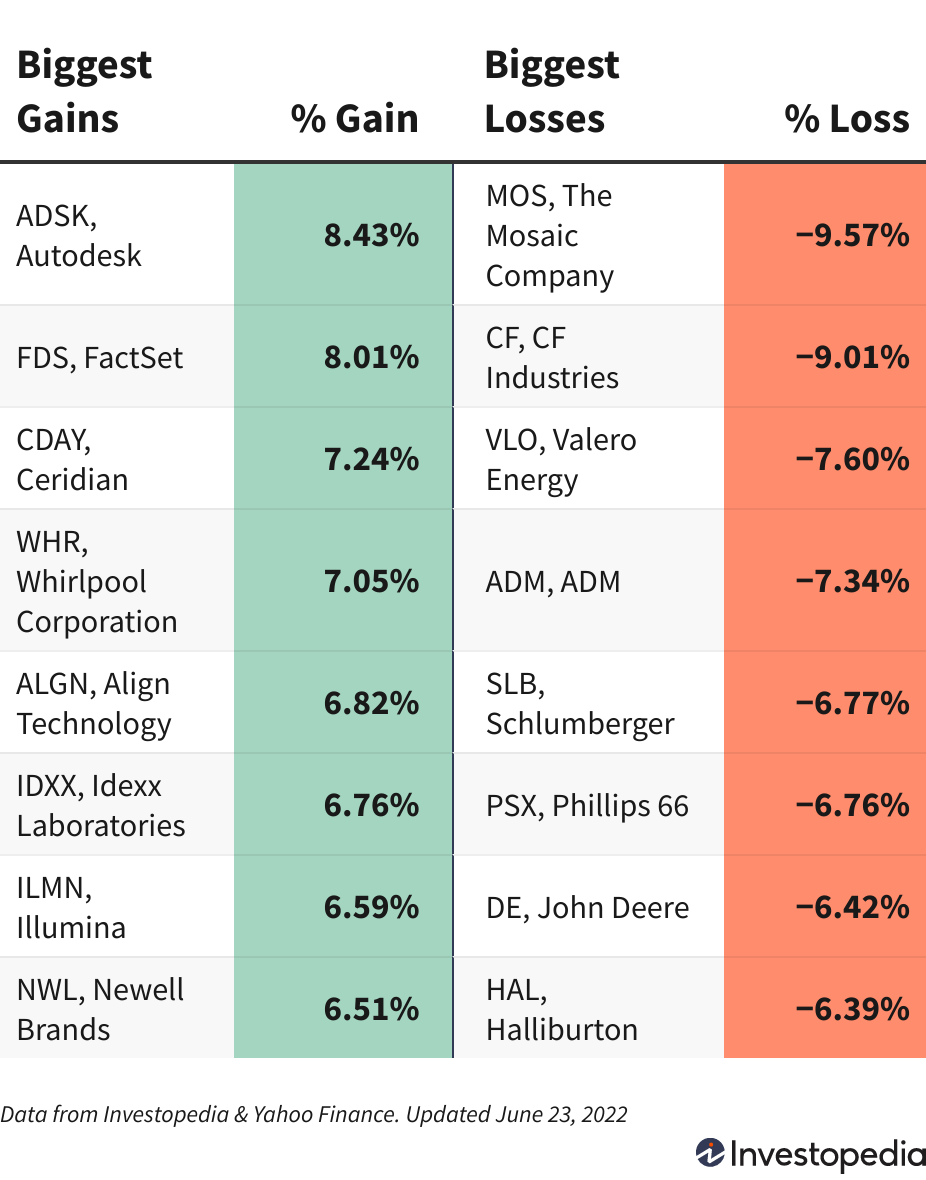 Biggest
Gains
% Gain
Biggest
Losses
% Loss
ADSK,
Autodesk
8.43%
MOS, The
Mosaic
Company
−9.57%
FDS, FactSet
8.01%
CF, CF
Industries
−9.01%
CDAY,
Ceridian
7.24%
VLO, Valero
Energy
−7.60%
WHR,
Whirlpool
Corporation
7.05%
ADM, ADM
−7.34%
ALGN, Align
Technology
6.82%
SLB,
Schlumberger
−6.77%
IDXX, Idexx
Laboratories
6.76%
PSX, Phillips 66
−6.76%
ILMN,
Illumina
6.59%
DE, John Deere
−6.42%
NWL, Newell
Brands
6.51%
HAL,
Halliburton
−6.39%
Data from Investopedia & Yahoo Finance. Updated June 23, 2022
Investopedia